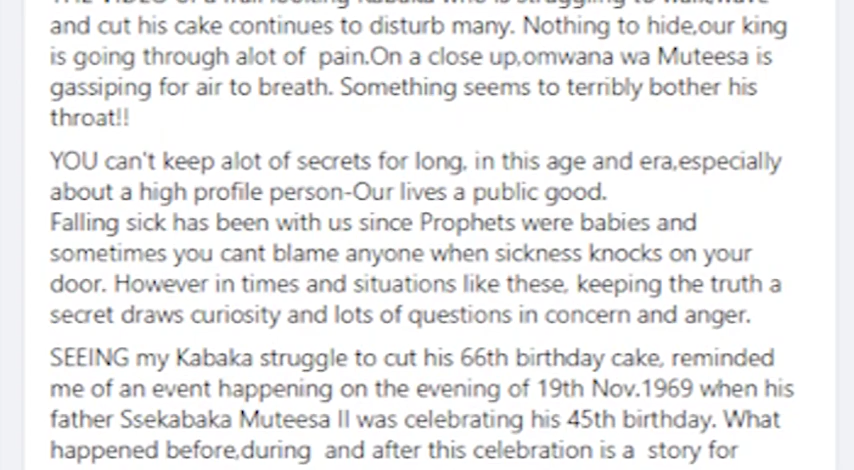 and cut his cake continues to disturb many. Nothing to hide,our king
is going through alot of  pain.On a close up,omwana wa Muteesa is
gassiping for air to breath. Something seems to terribly bother his
throat!!
YOU can't keep alot of secrets for long, in this age and era,especially
about a high profile person-Our lives a public good.
Falling sick has been with us since Prophets were babies and
sometimes you cant blame anyone when sickness knocks on your
door. However in times and situations like these, keeping the truth a
secret draws curiosity and lots of questions in concern and anger.
SEEING my Kabaka struggle to cut his 66th birthday cake, reminded
me of an event happening on the evening of 19th Nov.1969 when his
father Ssekabaka Muteesa II was celebrating his 45th birthday. What
happened before,during  and after this celebration is a  story for